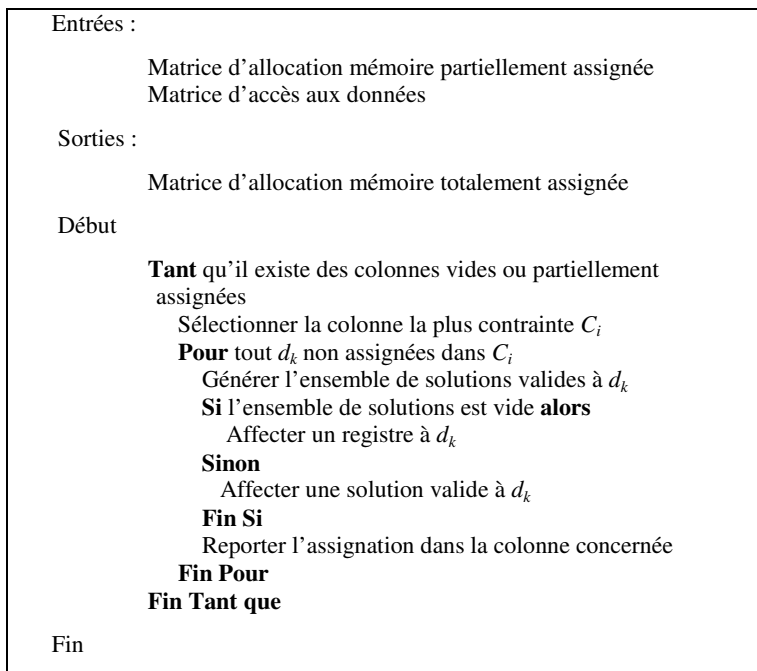 Entrées :
Matrice d'allocation mémoire partiellement assignée
Matrice d'accès aux données
Sorties :
Matrice d'allocation mémoire totalement assignée
Début
Tant qu'il existe des colonnes vides ou partiellement
assignées
Sélectionner la colonne la plus contrainte Ci
Pour tout dk non assignées dans Ci
Générer l'ensemble de solutions valides à dk
Si l'ensemble de solutions est vide alors
Affecter un registre à dk
Sinon
Affecter une solution valide à dk
Fin Si
Reporter l'assignation dans la colonne concernée
Fin Pour
Fin Tant que
Fin